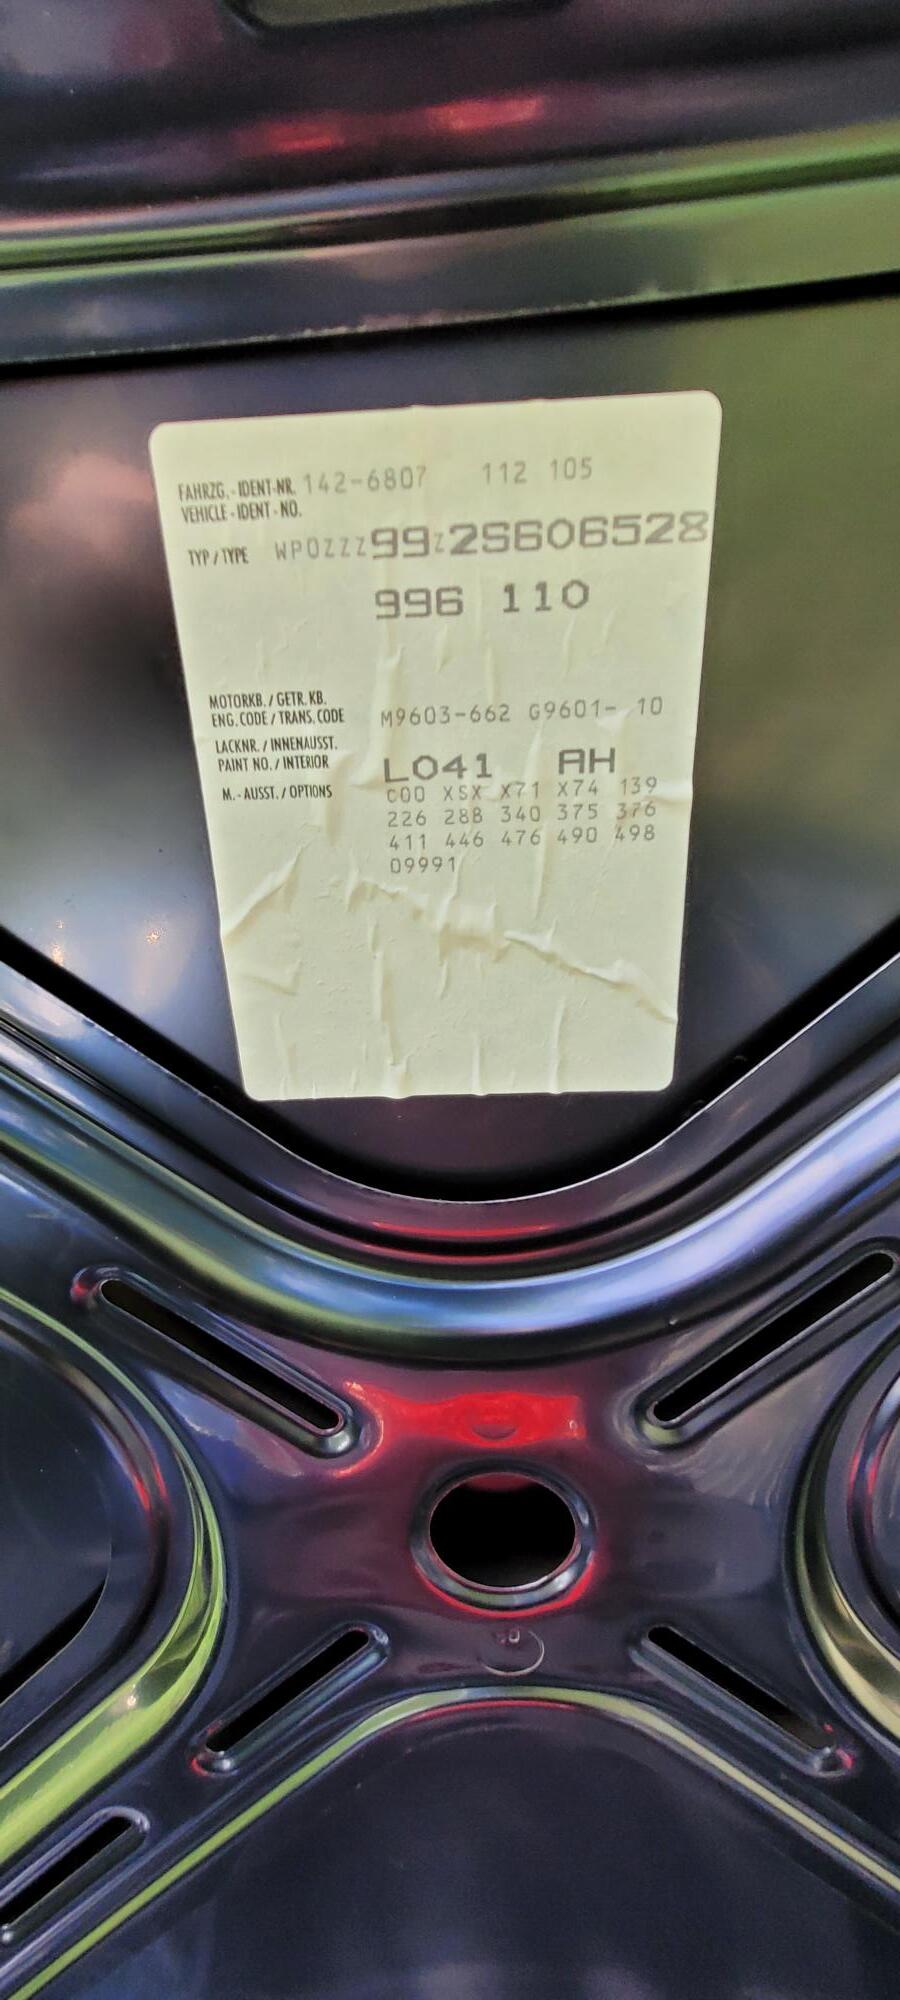 FAHRZG.-IDENT-NR. 142-6807 112 105
VEHICLE-IDENT-NO.
TYP / TYPE WP0ZZZ99Z2S606528
996 110
MOTORKB. / GETR. KB.
ENG. CODE / TRANS. CODE M9603-662 G9601- 10
LACKNR. / INNENAUSST.
PAINT NO. / INTERIOR L041 AH
M.-AUSST. / OPTIONS C00 XSX X71 X74 139
226 288 340 375 376
411 446 476 490 498
09991